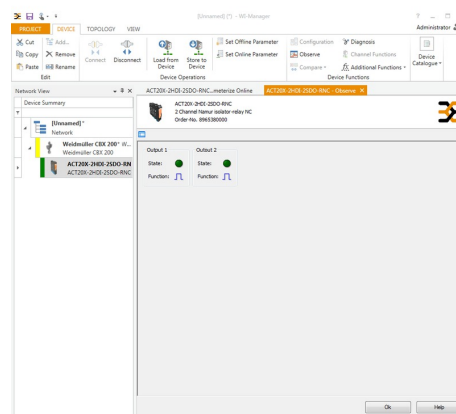 [Unnamed] (*) - WI-Manager
PROJECT DEVICE TOPOLOGY VIEW Administrator
Cut Add...
Copy Remove
Paste Rename
Edit
Connect Disconnect
Load from Device Store to Device
Set Offline Parameter
Set Online Parameter
Device Operations
Configuration Diagnosis
Observe Channel Functions
Compare fx Additional Functions
Device Functions
Device Catalogue
Network View
ACT20X-2HDI-2SDO-RNC...meterize Online ACT20X-2HDI-2SDO-RNC - Observe
Device Summary
[Unnamed]*
Network
Weidmüller CBX 200* W...
Weidmüller CBX 200
ACT20X-2HDI-2SDO-RN
ACT20X-2HDI-2SDO-RNC
ACT20X-2HDI-2SDO-RNC
2 Channel Namur isolator-relay NC
Order-No. 8965380000
Output 1 Output 2
State: State:
Function: Function:
Ok Help